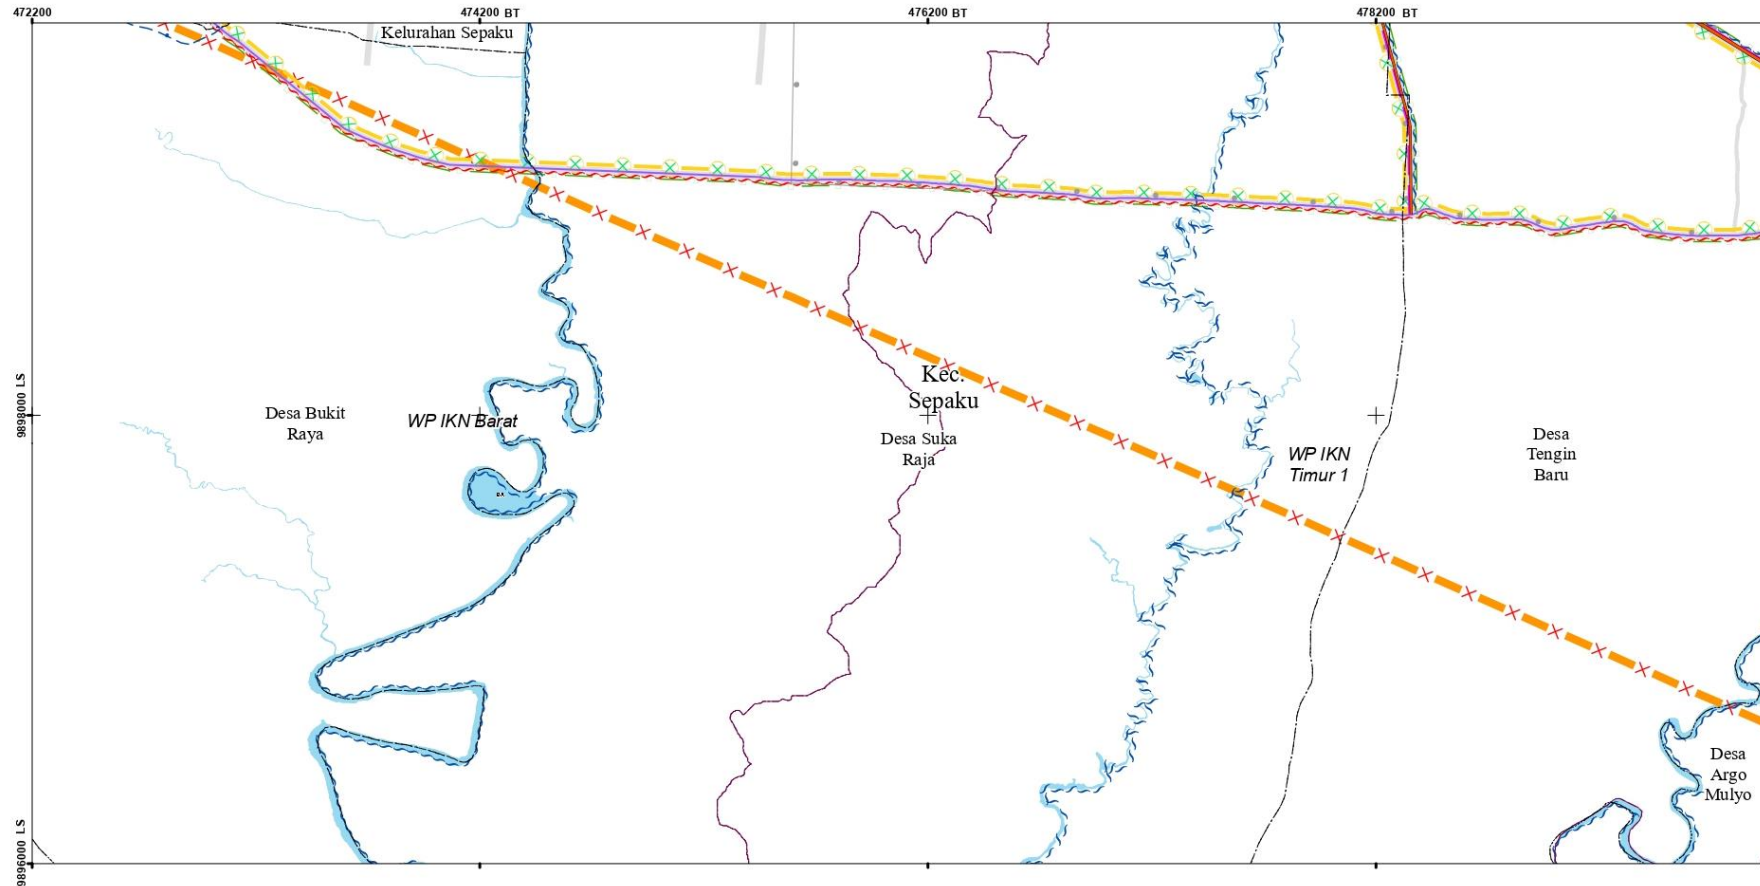 472200
474200 BT
476200 BT
478200 BT
Kelurahan Sepaku
Kec.
Sepaku
9898000 LS
Desa Bukit
Raya
WP IKN Barat
Desa Suka
Raja
WP IKN
Timur 1
Desa
Tengin
Baru
Desa
Argo
Mulyo
9896000 LS